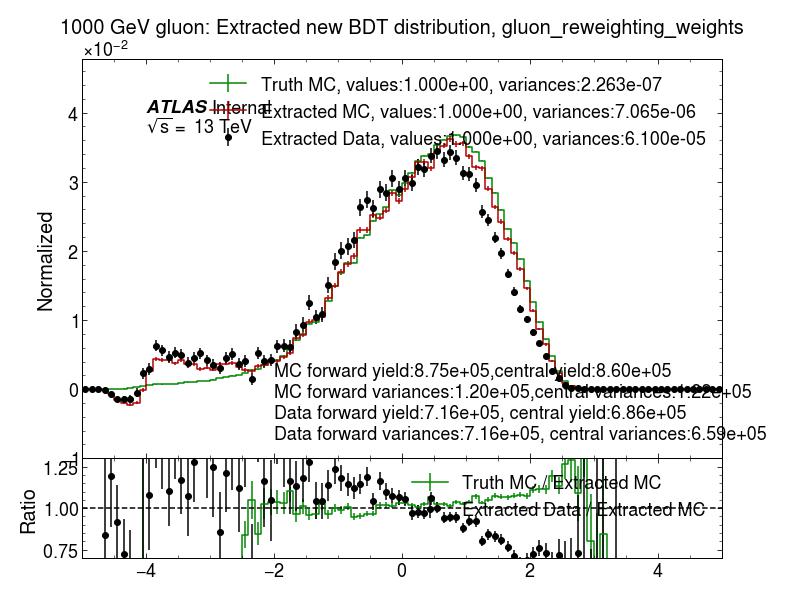 1000 GeV gluon: Extracted new BDT distribution, gluon_reweighting_weights
×10⁻²
Truth MC, values:1.000e+00, variances:2.263e-07
ATLAS Internal
Extracted MC, values:1.000e+00, variances:7.065e-06
√s = 13 TeV
Extracted Data, values:1.000e+00, variances:6.100e-05
4
3
2
1
0
Normalized
MC forward yield:8.75e+05,central yield:8.60e+05
MC forward variances:1.20e+05,central variances:1.22e+05
Data forward yield:7.16e+05, central yield:6.86e+05
Data forward variances:7.16e+05, central variances:6.59e+05
1.25
1.00
0.75
Ratio
Truth MC / Extracted MC
Extracted Data / Extracted MC
−4 −2 0 2 4